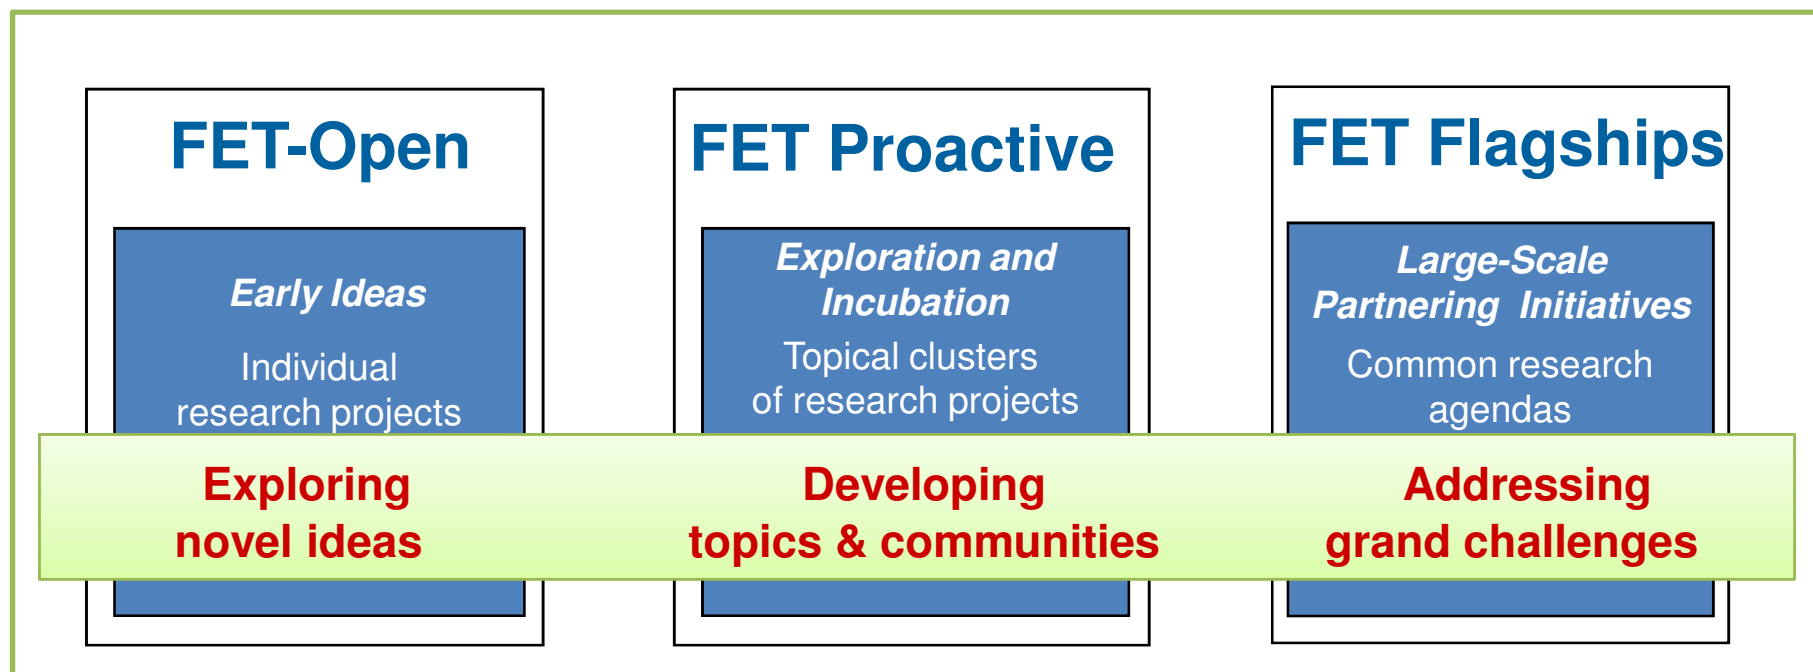 FET-Open
Early Ideas
Individual
research projects
Exploring
novel ideas
FET Proactive
Exploration and
Incubation
Topical clusters
of research projects
Developing
topics & communities
FET Flagships
Large-Scale
Partnering Initiatives
Common research
agendas
Addressing
grand challenges